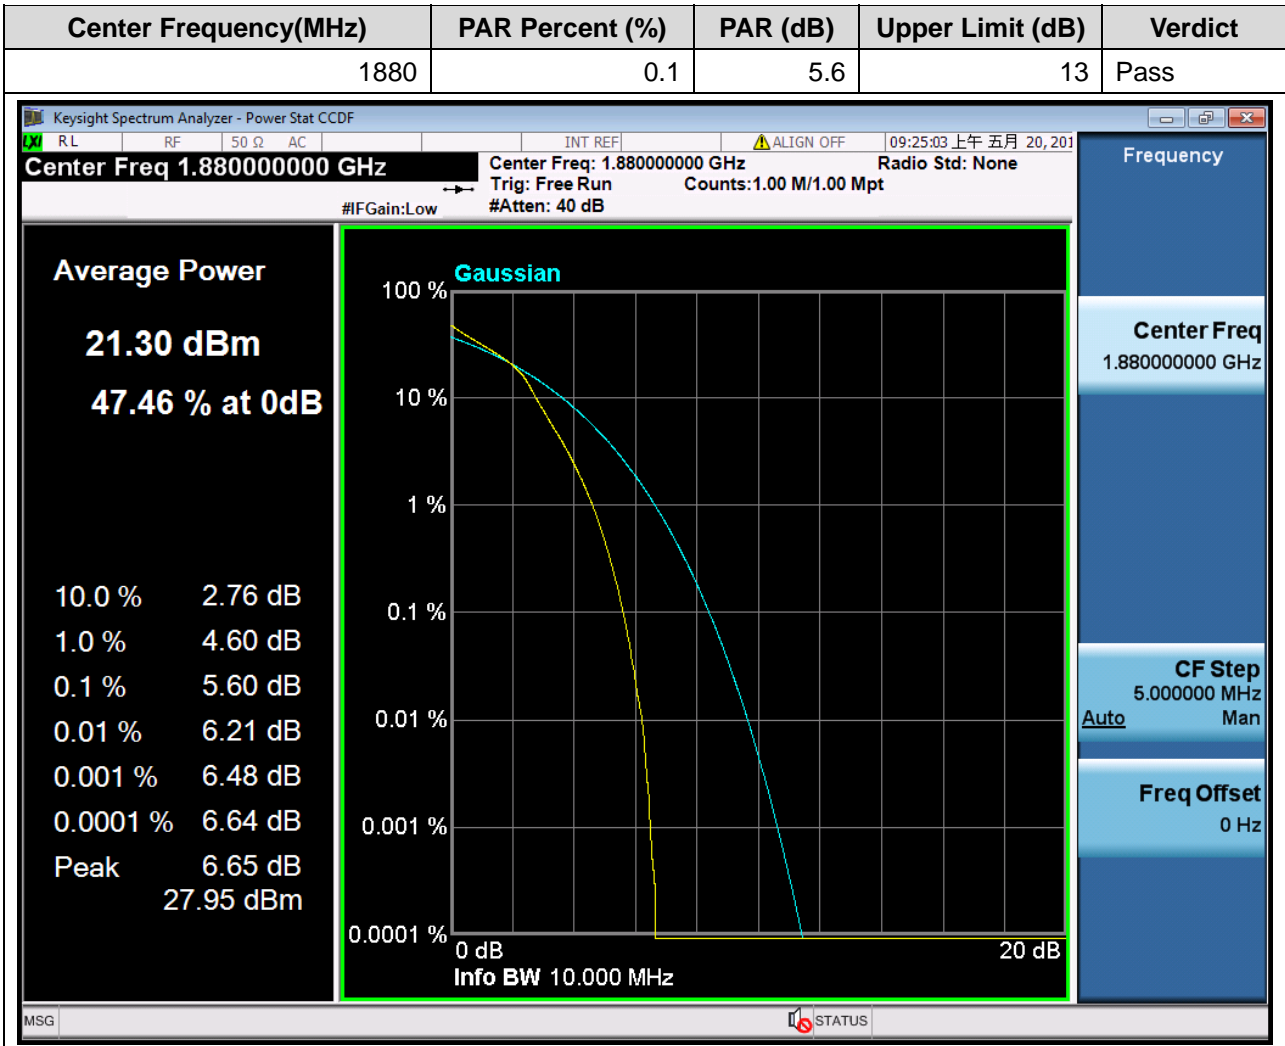 Center Frequency(MHz) PAR Percent (%) PAR (dB) Upper Limit (dB) Verdict
1880 0.1 5.6 13 Pass
Keysight Spectrum Analyzer - Power Stat CCDF
LXI RL RF 50 Ω AC INT REF ALIGN OFF 09:25:03 上午 五月 20, 201
Center Freq 1.880000000 GHz
Center Freq: 1.880000000 GHz Radio Std: None
Trig: Free Run Counts:1.00 M/1.00 Mpt
#IFGain:Low #Atten: 40 dB
Average Power
21.30 dBm
47.46 % at 0dB
10.0 % 2.76 dB
1.0 % 4.60 dB
0.1 % 5.60 dB
0.01 % 6.21 dB
0.001 % 6.48 dB
0.0001 % 6.64 dB
Peak 6.65 dB
27.95 dBm
Gaussian
100 %
10 %
1 %
0.1 %
0.01 %
0.001 %
0.0001 %
0 dB 20 dB
Info BW 10.000 MHz
Frequency
Center Freq
1.880000000 GHz
CF Step
5.000000 MHz
Auto Man
Freq Offset
0 Hz
MSG STATUS